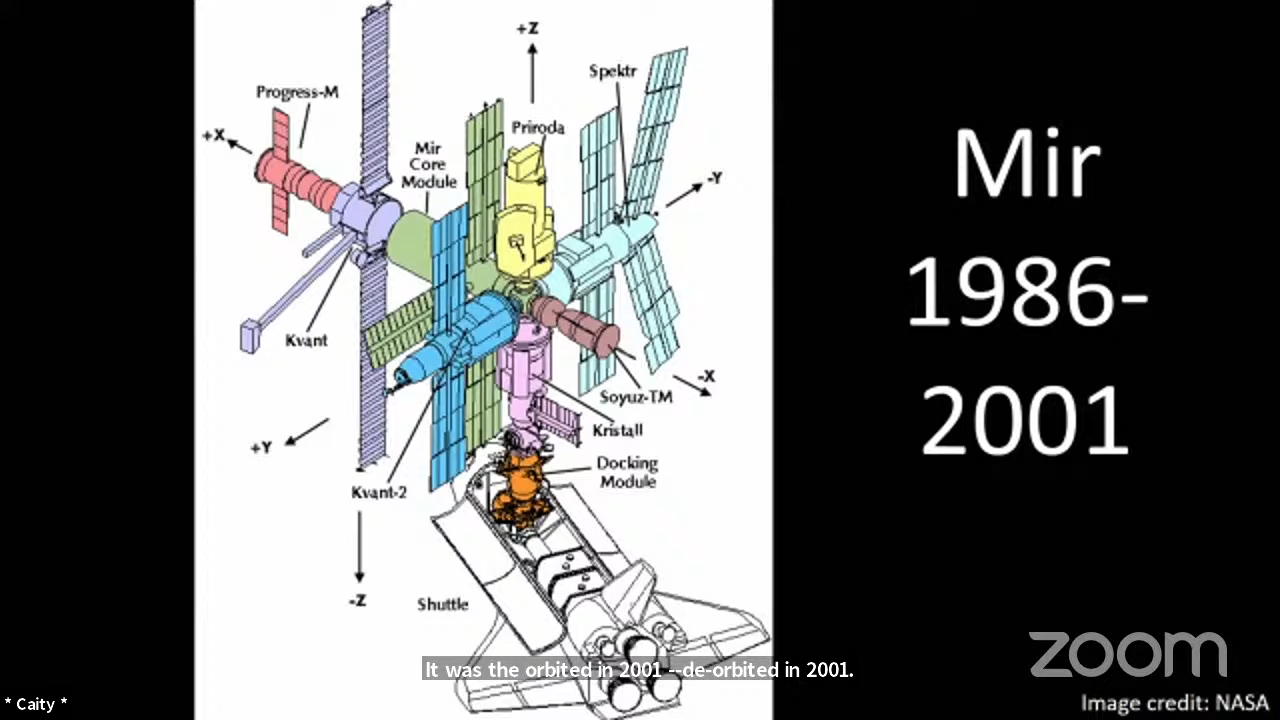 +Z
Spektr
Progress-M
Priroda
+X
Mir
Core
Module
-Y
Mir
1986-
2001
Kvant
-X
Soyuz-TM
Kristall
+Y
Docking
Module
Kvant-2
-Z
Shuttle
zoom
It was the orbited in 2001 --de-orbited in 2001.
* Caity *
Image credit: NASA